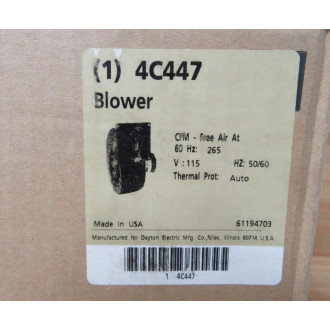 (1) 4C447
Blower
CFM - Free Air At
60 Hz: 265
V : 115 HZ: 50/60
Thermal Prot: Auto
Made in USA 61194703
Manufactured for Dayton Electric Mfg. Co., Niles, Illinois 60714 U.S.A.
1 4C447